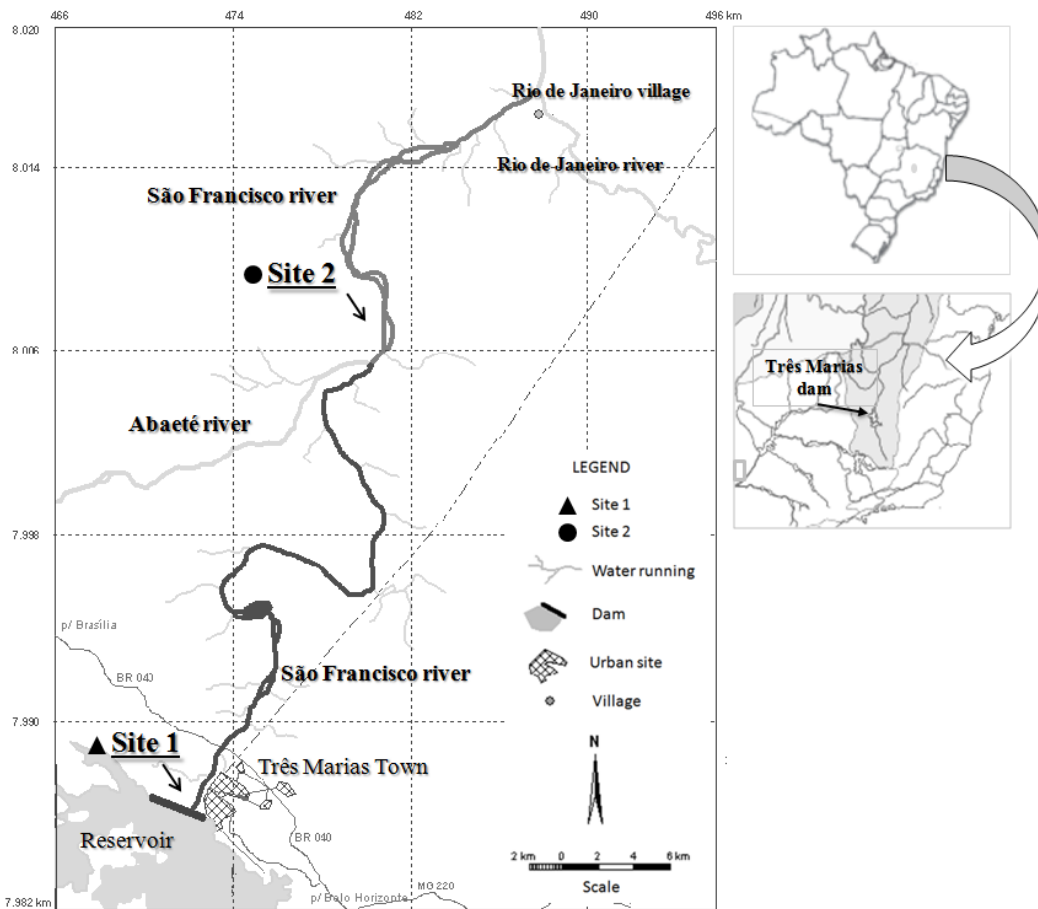 466
474
482
490
496 km
8.020
Rio de Janeiro village
8.014
Rio de Janeiro river
São Francisco river
Site 2
8.006
Três Marias
dam
Abaeté river
LEGEND
Site 1
Site 2
7.998
Water running
Dam
p/ Brasília
Urban site
São Francisco river
BR 040
Village
7.990
N
Site 1
Três Marias Town
Reservoir
BR 040
2 km 0 2 6 km
Scale
MG 220
p/ Belo Horizonte
7.982 km